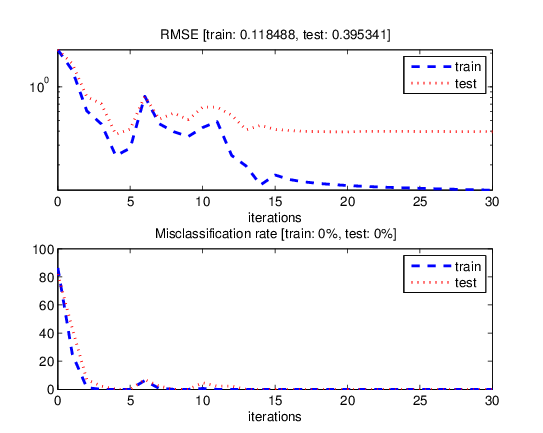 RMSE [train: 0.118488, test: 0.395341]
10^0
train
test
0 5 10 15 20 25 30
iterations
Misclassification rate [train: 0%, test: 0%]
100
80
60
40
20
0
train
test
0 5 10 15 20 25 30
iterations